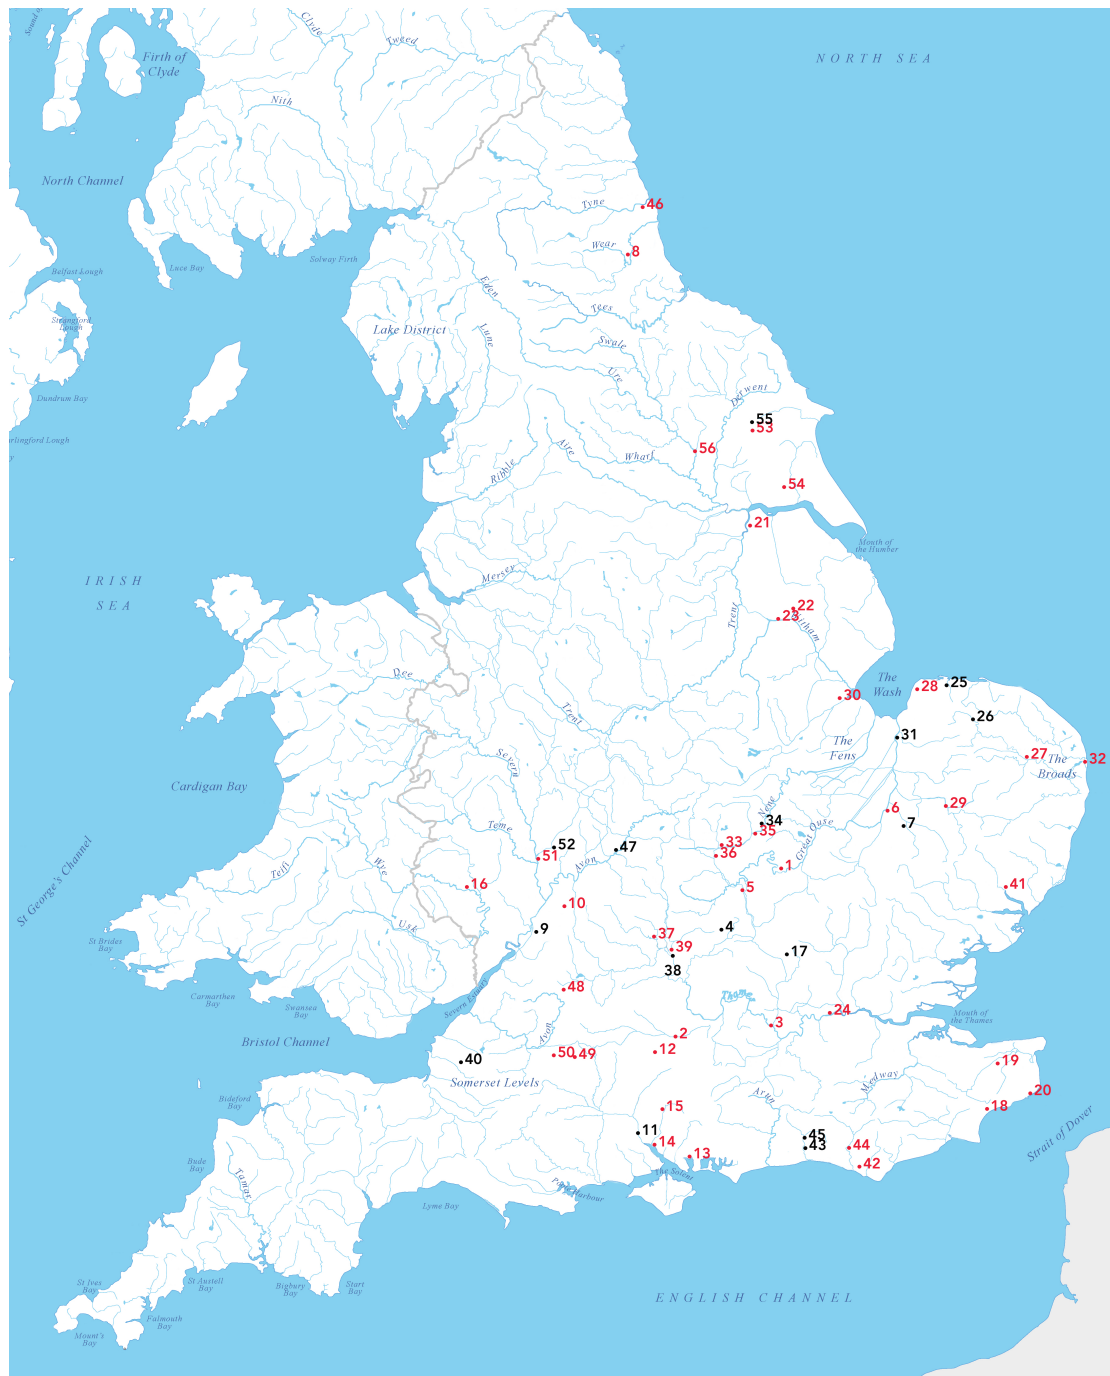 Sound of
Clyde
Tweed
NORTH SEA
Firth of
Clyde
Nith
North Channel
Tyne
46
Wear
8
Luce Bay
Solway Firth
Belfast Lough
Eden
Tees
Strangford
Lough
Lake District
Lune
Swale
Ure
Derwent
Dundrum Bay
55
53
arlingford Lough
y
Aire
Wharf
56
Ribble
54
21
Mouth of
the Humber
IRISH
SEA
Mersey
Trent
22
23
Witham
Dee
The
Wash
28
25
30
Trent
26
31
The
Fens
Severn
27
The
Broads
32
Cardigan Bay
Nene
6
29
7
34
35
Great Ouse
Teme
33
36
52
47
51
Avon
St George's Channel
Teifi
Wye
1
16
5
41
10
Usk
9
4
37
St Brides
Bay
39
38
17
48
Carmarthen
Bay
Swansea
Bay
Severn Estuary
Thame
24
Mouth of
the Thames
3
Avon
2
Bristol Channel
12
50
49
40
Somerset Levels
19
Medway
Arun
20
Bideford
Bay
15
18
Strait of Dover
11
45
43
44
14
13
42
Bude
Bay
Tamar
The Solent
Poole Harbour
Lyme Bay
St Ives
Bay
St Austell
Bay
Bigbury
Bay
Start
Bay
ENGLISH CHANNEL
Falmouth
Bay
Mount's
Bay